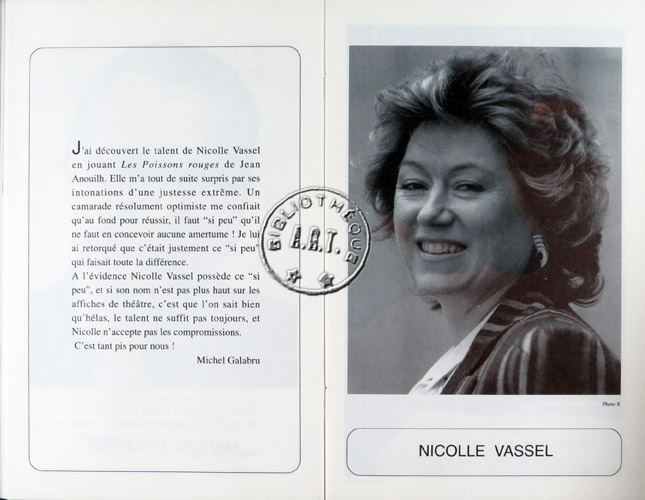 J'ai découvert le talent de Nicolle Vassel
en jouant Les Poissons rouges de Jean
Anouilh. Elle m'a tout de suite surpris par ses
intonations d'une justesse extrême. Un
camarade résolument optimiste me confiait
qu'au fond pour réussir, il faut “si peu” qu'il
ne faut en concevoir aucune amertume ! Je lui
ai retorqué que c'était justement ce “si peu”
qui faisait toute la différence.
A l'évidence Nicolle Vassel possède ce “si
peu”, et si son nom n'est pas plus haut sur les
affiches de théâtre, c'est que l'on sait bien
qu'hélas, le talent ne suffit pas toujours, et
Nicolle n'accepte pas les compromissions.
C'est tant pis pour nous !
Michel Galabru
BIBLIOTHÈQUE
A.R.T.
Photo X
NICOLLE VASSEL